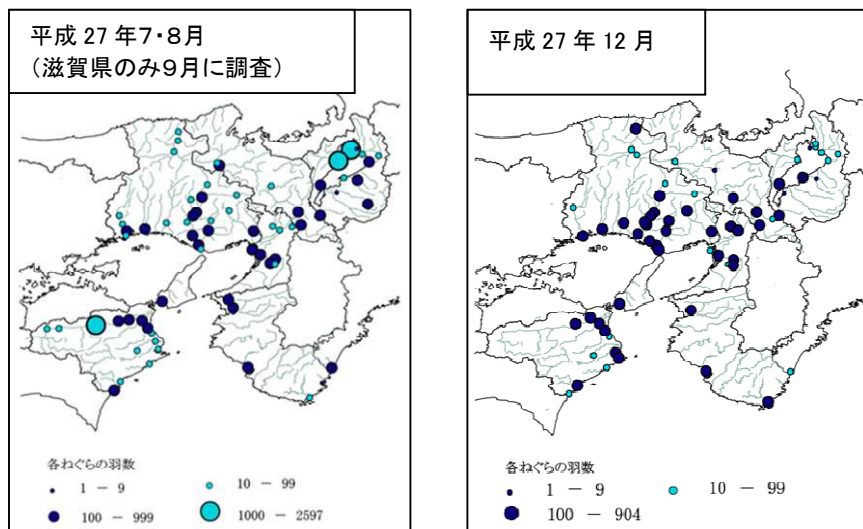 平成 27 年7・8月
(滋賀県のみ9月に調査)
各ねぐらの羽数
1 － 9
10 － 99
100 － 999
1000 － 2597
平成 27 年 12 月
各ねぐらの羽数
1 － 9
10 － 99
100 － 904